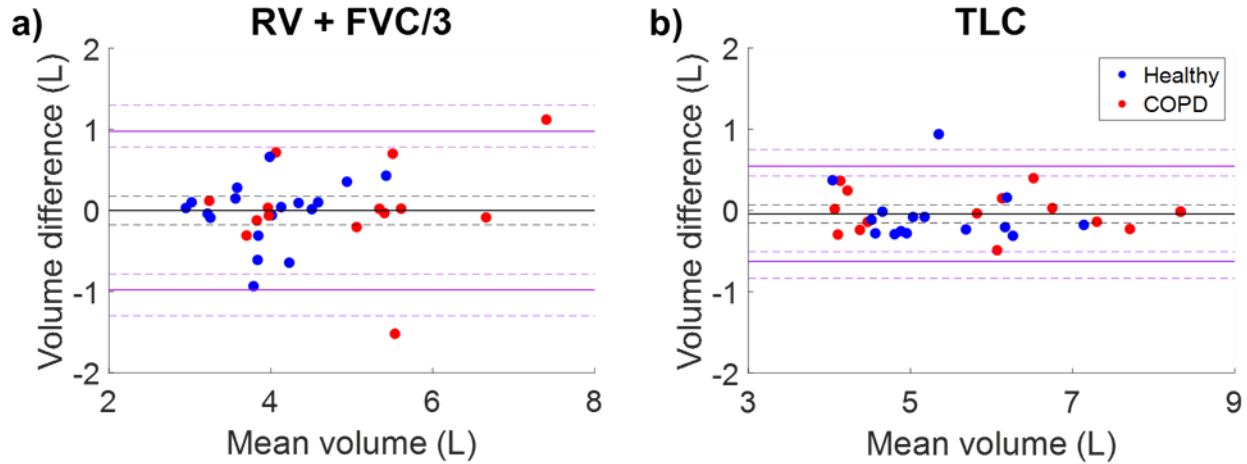 a)
RV + FVC/3
Volume difference (L)
2
1
0
-1
-2
2
4
6
8
Mean volume (L)
b)
TLC
Healthy
COPD
Volume difference (L)
2
1
0
-1
-2
3
5
7
9
Mean volume (L)